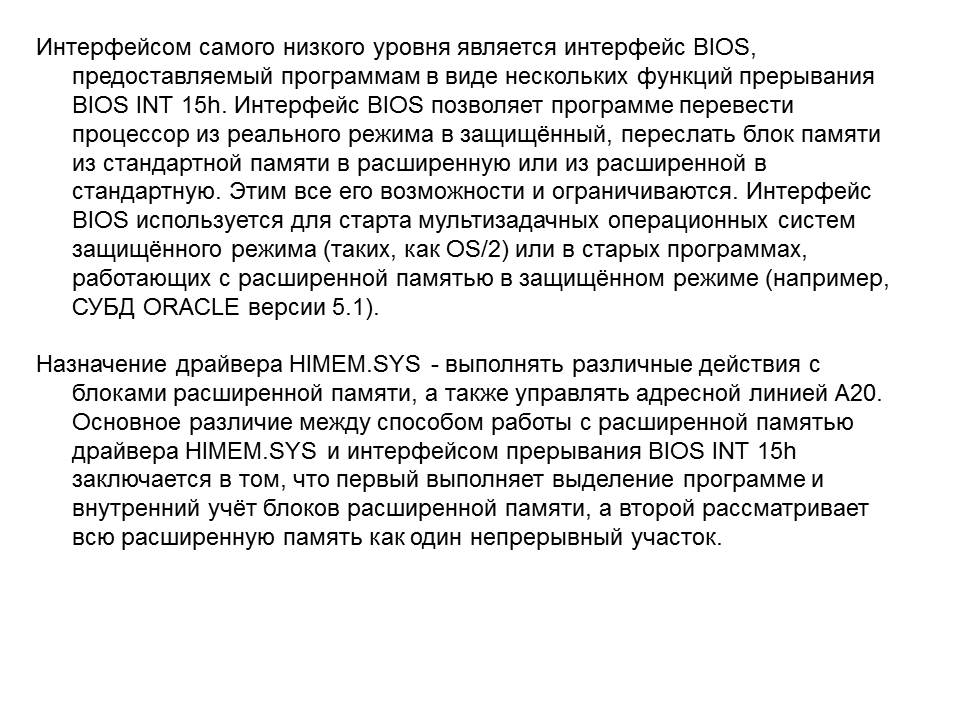 Интерфейсом самого низкого уровня является интерфейс BIOS,
предоставляемый программам в виде нескольких функций прерывания
BIOS INT 15h. Интерфейс BIOS позволяет программе перевести
процессор из реального режима в защищённый, переслать блок памяти
из стандартной памяти в расширенную или из расширенной в
стандартную. Этим все его возможности и ограничиваются. Интерфейс
BIOS используется для старта мультизадачных операционных систем
защищённого режима (таких, как OS/2) или в старых программах,
работающих с расширенной памятью в защищённом режиме (например,
СУБД ORACLE версии 5.1).
Назначение драйвера HIMEM.SYS - выполнять различные действия с
блоками расширенной памяти, а также управлять адресной линией А20.
Основное различие между способом работы с расширенной памятью
драйвера HIMEM.SYS и интерфейсом прерывания BIOS INT 15h
заключается в том, что первый выполняет выделение программе и
внутренний учёт блоков расширенной памяти, а второй рассматривает
всю расширенную память как один непрерывный участок.